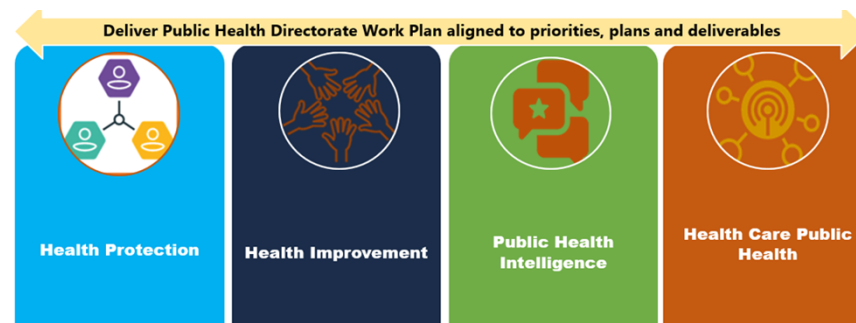 Deliver Public Health Directorate Work Plan aligned to priorities, plans and deliverables
Health Protection
Health Improvement
Public Health
Intelligence
Health Care Public
Health